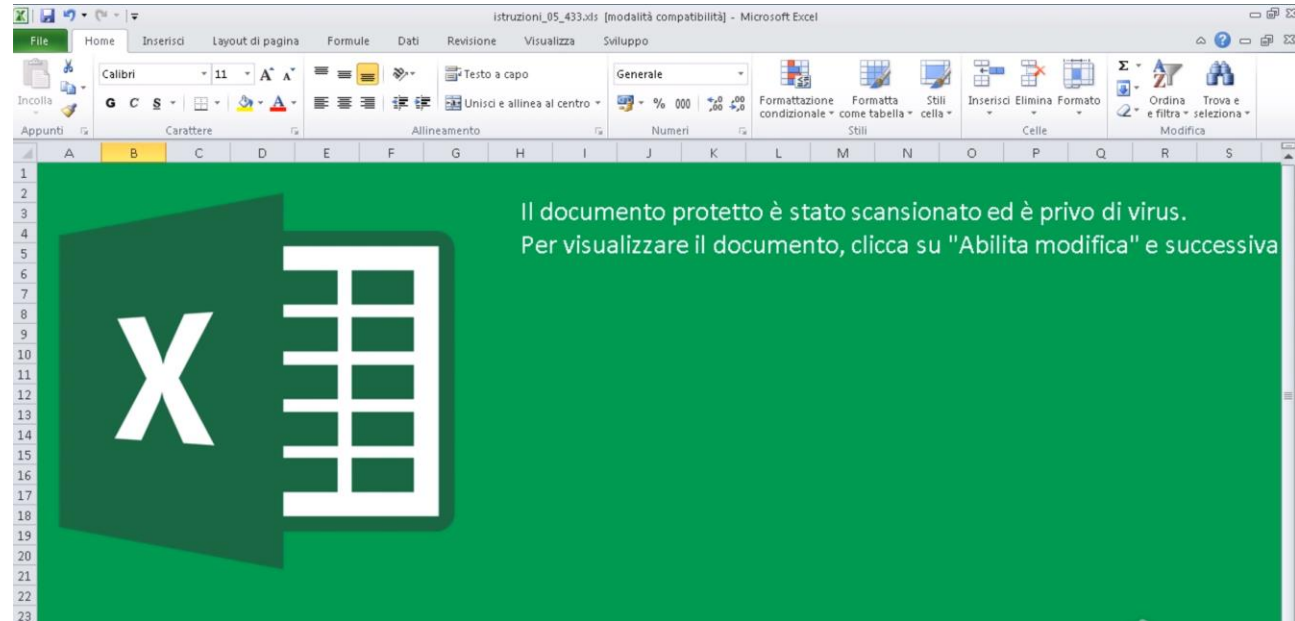 istruzioni_05_433.xls [modalità compatibilità] - Microsoft Excel
File Home Inserisci Layout di pagina Formule Dati Revisione Visualizza Sviluppo
Calibri 11 A A Testo a capo Generale Σ
Incolla G C S A Unisci e allinea al centro % 000 Formattazione condizionale Formatta come tabella Stili cella Inserisci Elimina Formato Ordina e filtra Trova e seleziona
Appunti Carattere Allineamento Numeri Stili Celle Modifica
A B C D E F G H I J K L M N O P Q R S
1
2
3
4
5
6
7
8
9
10
11
12
13
14
15
16
17
18
19
20
21
22
23
Il documento protetto è stato scansionato ed è privo di virus.
Per visualizzare il documento, clicca su "Abilita modifica" e successiva
X